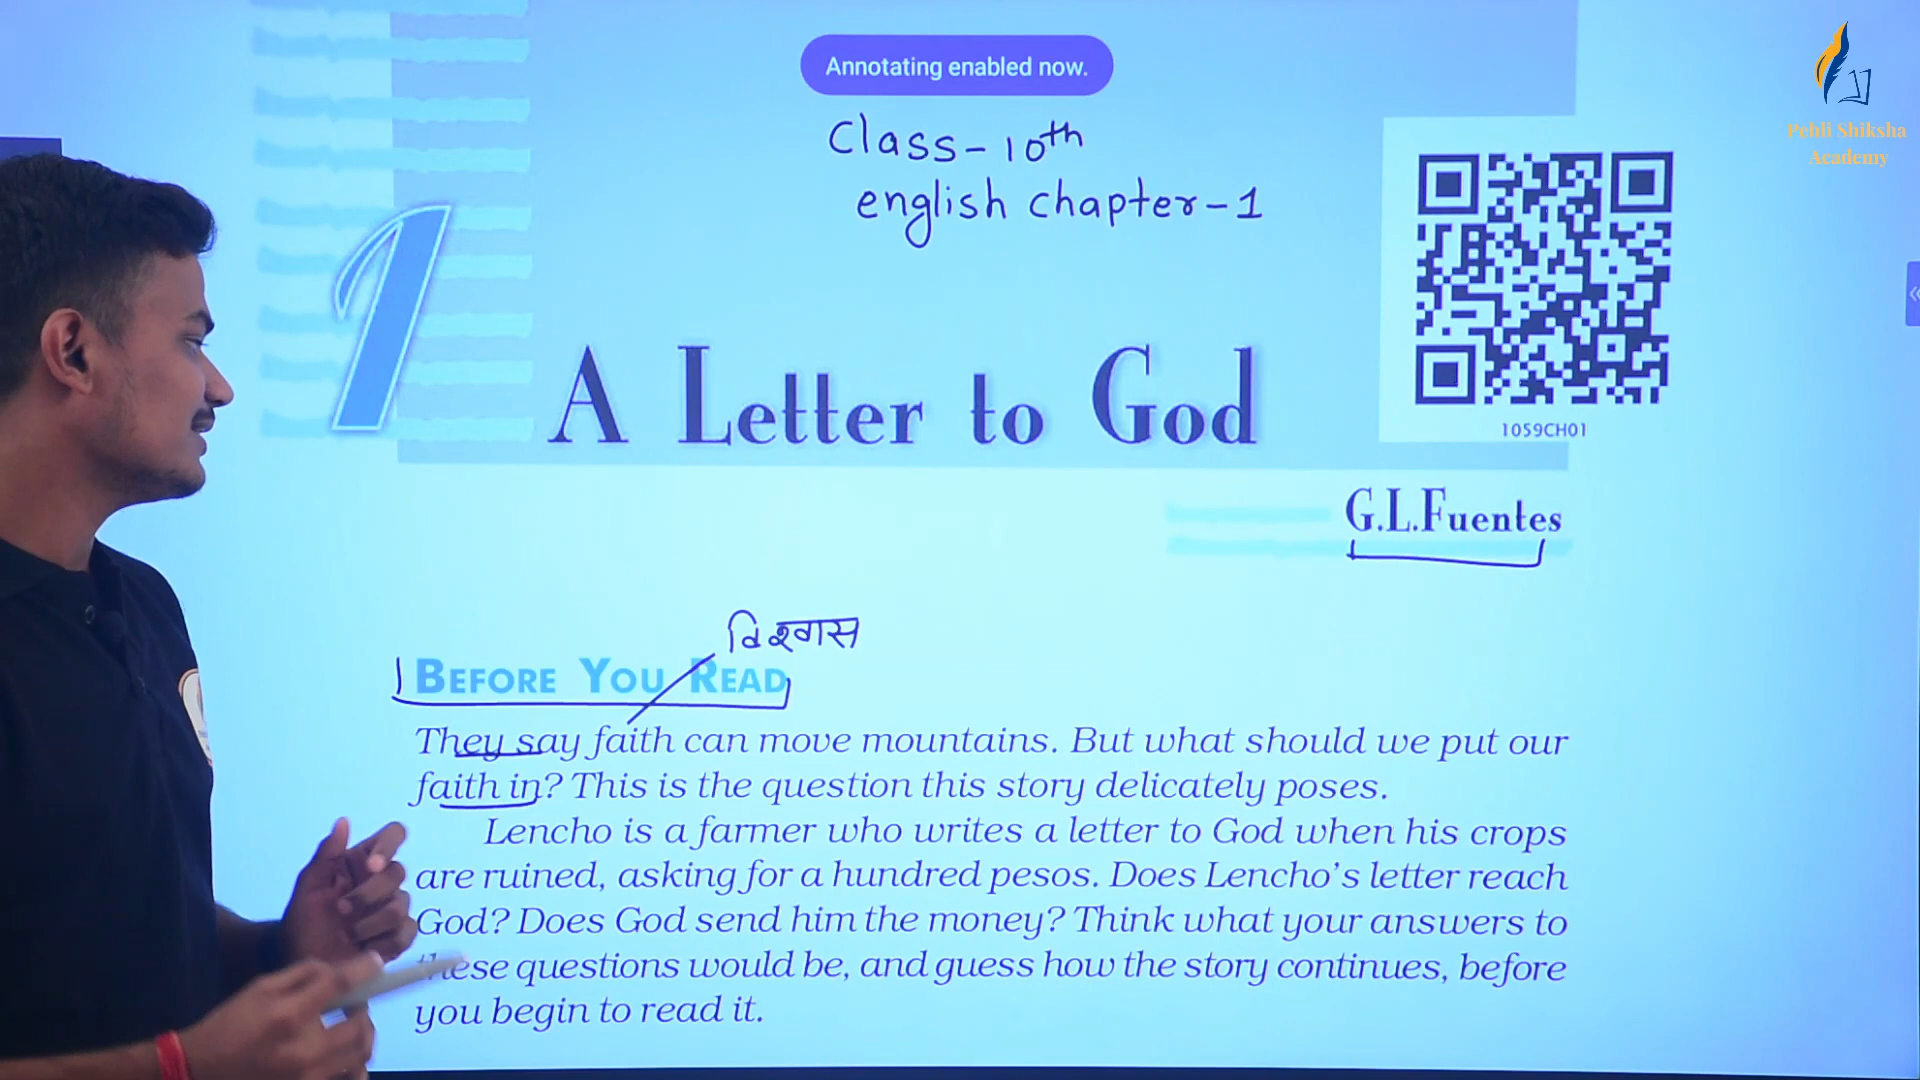 Annotating enabled now.
Pehli Shiksha
Academy
Class-10th
english chapter-1
1
A Letter to God
1059CH01
G.L.Fuentes
विश्वास
BEFORE YOU READ
They say faith can move mountains. But what should we put our
faith in? This is the question this story delicately poses.
Lencho is a farmer who writes a letter to God when his crops
are ruined, asking for a hundred pesos. Does Lencho's letter reach
God? Does God send him the money? Think what your answers to
these questions would be, and guess how the story continues, before
you begin to read it.